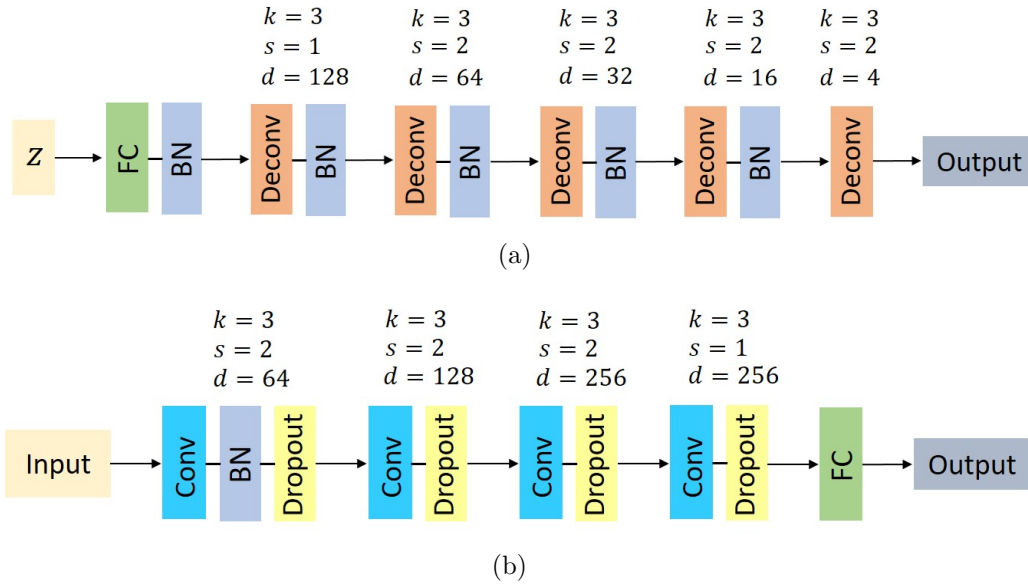 k = 3 k = 3 k = 3 k = 3 k = 3
s = 1 s = 2 s = 2 s = 2 s = 2
d = 128 d = 64 d = 32 d = 16 d = 4
z FC BN Deconv BN Deconv BN Deconv BN Deconv BN Deconv Output
(a)
k = 3 k = 3 k = 3 k = 3
s = 2 s = 2 s = 2 s = 1
d = 64 d = 128 d = 256 d = 256
Input Conv BN Dropout Conv Dropout Conv Dropout Conv Dropout FC Output
(b)